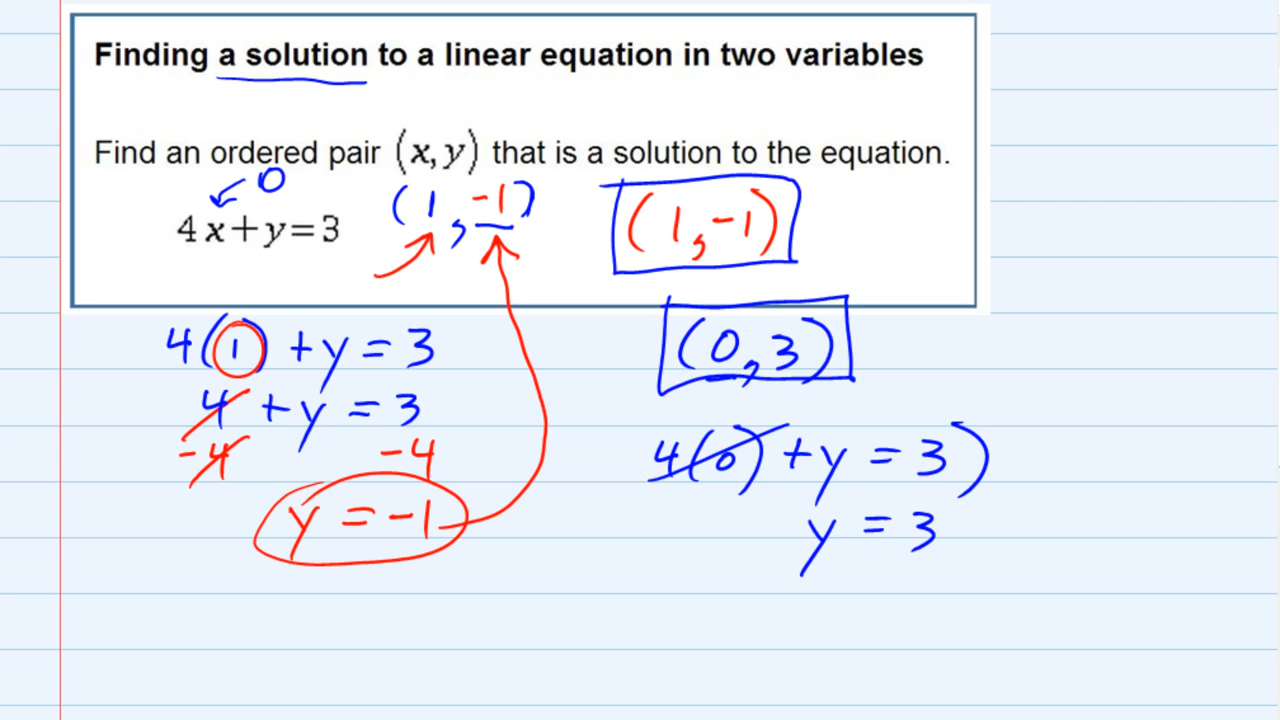 Finding a solution to a linear equation in two variables
Find an ordered pair (x, y) that is a solution to the equation.
0
4x+y=3
(1, -1)
(1, -1)
4(1) + y = 3
4 + y = 3
-4 -4
y = -1
(0, 3)
4(0) + y = 3)
y = 3